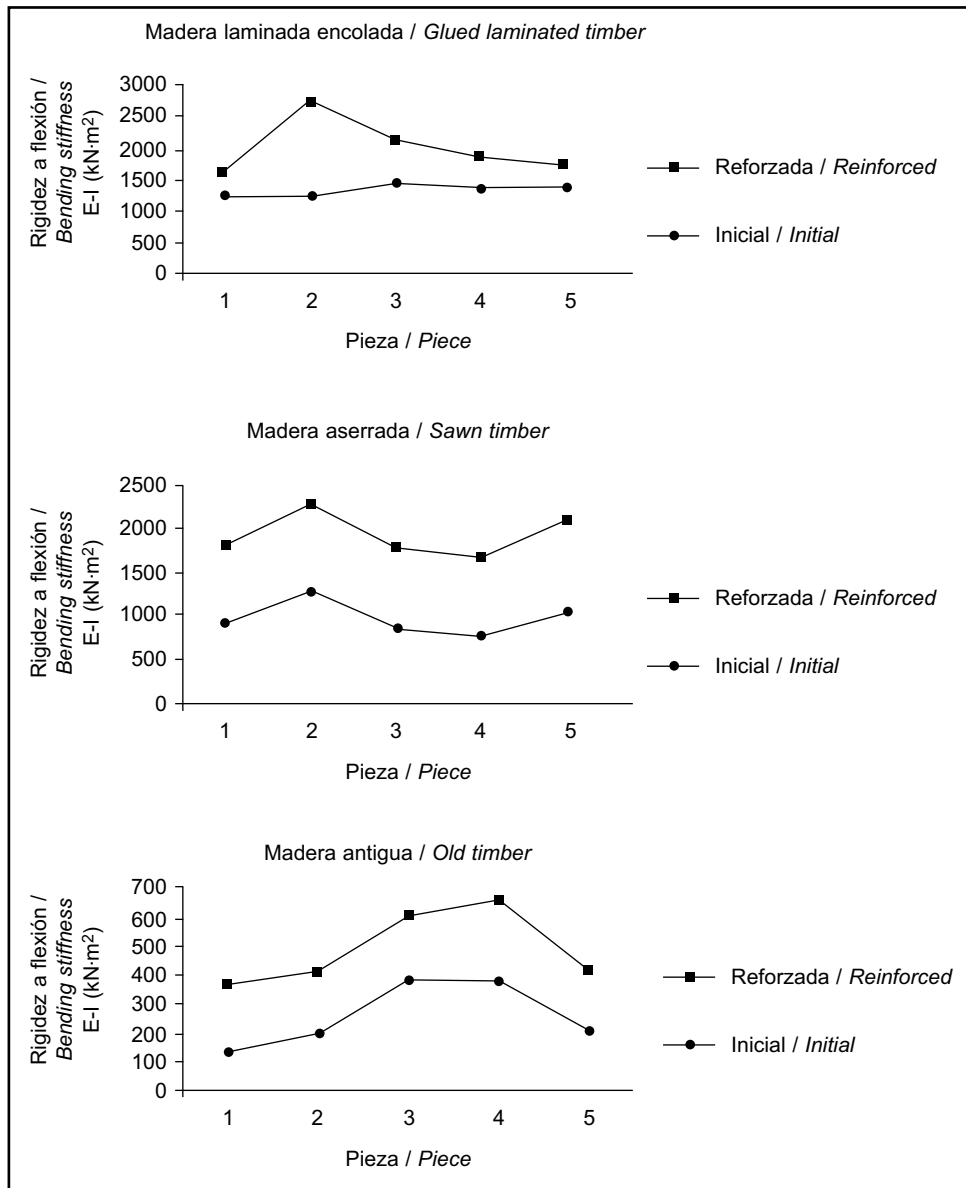 Madera laminada encolada / Glued laminated timber
Rigidez a flexión /
Bending stiffness
E-I (kN·m²)
3000
2500
2000
1500
1000
500
0
1 2 3 4 5
Pieza / Piece
Reforzada / Reinforced
Inicial / Initial
Madera aserrada / Sawn timber
Rigidez a flexión /
Bending stiffness
E-I (kN·m²)
2500
2000
1500
1000
500
0
1 2 3 4 5
Pieza / Piece
Reforzada / Reinforced
Inicial / Initial
Madera antigua / Old timber
Rigidez a flexión /
Bending stiffness
E-I (kN·m²)
700
600
500
400
300
200
100
0
1 2 3 4 5
Pieza / Piece
Reforzada / Reinforced
Inicial / Initial